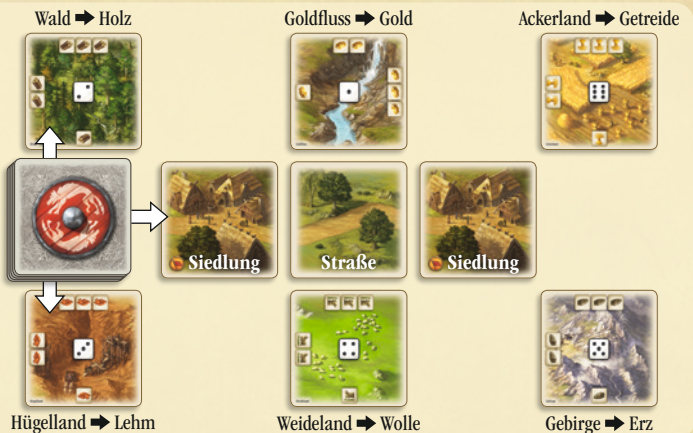 Wald ➡ Holz
Goldfluss ➡ Gold
Ackerland ➡ Getreide
Siedlung
Straße
Siedlung
Hügelland ➡ Lehm
Weideland ➡ Wolle
Gebirge ➡ Erz